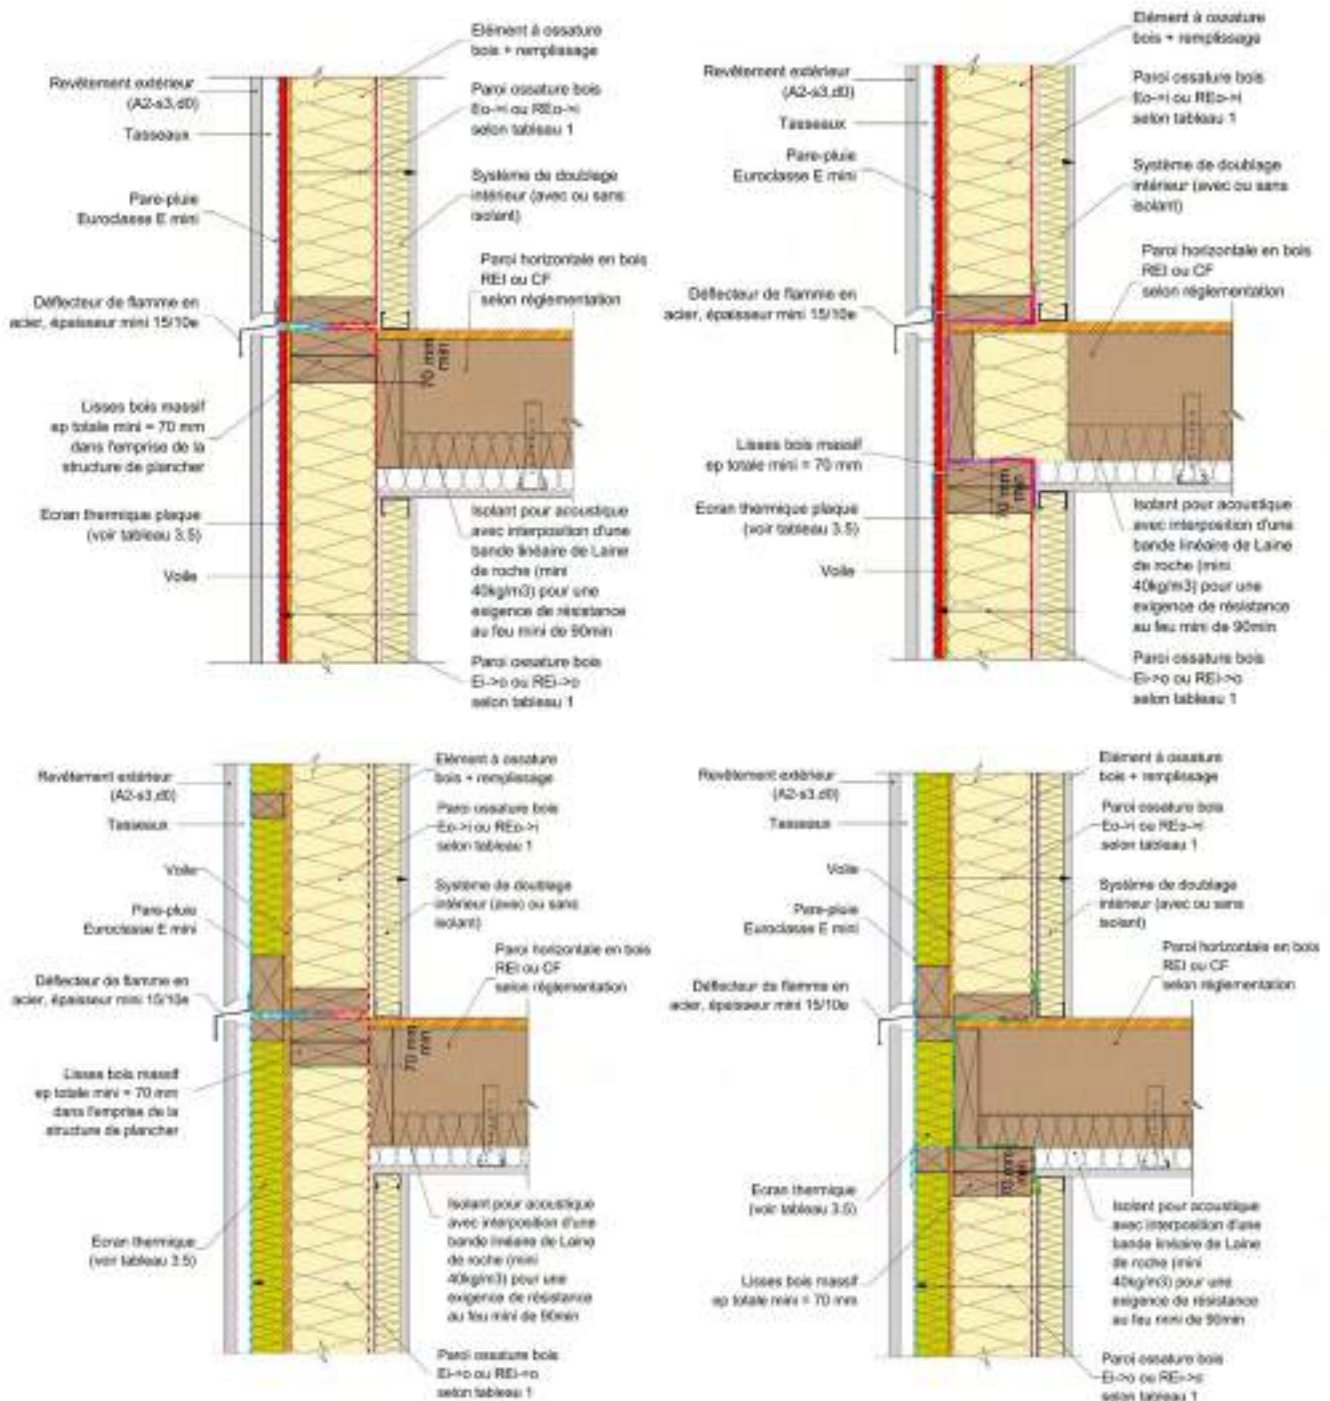 Elément à ossature
bois + remplissage
Revêtement extérieur
(A2-s3,d0)
Paroi ossature bois
Eo->i ou REo->i
selon tableau 1
Tasseaux
Système de doublage
intérieur (avec ou sans
isolant)
Pare-pluie
Euroclasse E mini
Paroi horizontale en bois
REI ou CF
selon réglementation
Déflecteur de flamme en
acier, épaisseur mini 15/10e
70 mm
min
Lisses bois massif
ep totale mini = 70 mm
dans l'emprise de la
structure de plancher
Ecran thermique plaque
(voir tableau 3.5)
Isolant pour acoustique
avec interposition d'une
bande linéaire de Laine
de roche (mini
40kg/m3) pour une
exigence de résistance
au feu mini de 90min
Voile
Paroi ossature bois
Ei->o ou REi->o
selon tableau 1
Elément à ossature
bois + remplissage
Revêtement extérieur
(A2-s3,d0)
Paroi ossature bois
Eo->i ou REo->i
selon tableau 1
Tasseaux
Pare-pluie
Euroclasse E mini
Système de doublage
intérieur (avec ou sans
isolant)
Paroi horizontale en bois
REI ou CF
selon réglementation
Déflecteur de flamme en
acier, épaisseur mini 15/10e
Lisses bois massif
ep totale mini = 70 mm
70 mm
min
Ecran thermique plaque
(voir tableau 3.5)
Isolant pour acoustique
avec interposition d'une
bande linéaire de Laine
de roche (mini
40kg/m3) pour une
exigence de résistance
au feu mini de 90min
Voile
Paroi ossature bois
Ei->o ou REi->o
selon tableau 1
Elément à ossature
bois + remplissage
Revêtement extérieur
(A2-s3,d0)
Paroi ossature bois
Eo->i ou REo->i
selon tableau 1
Tasseaux
Voile
Système de doublage
intérieur (avec ou sans
isolant)
Pare-pluie
Euroclasse E mini
Paroi horizontale en bois
REI ou CF
selon réglementation
Déflecteur de flamme en
acier, épaisseur mini 15/10e
70 mm
min
Lisses bois massif
ep totale mini = 70 mm
dans l'emprise de la
structure de plancher
Isolant pour acoustique
avec interposition d'une
bande linéaire de Laine
de roche (mini
40kg/m3) pour une
exigence de résistance
au feu mini de 90min
Ecran thermique
(voir tableau 3.5)
Paroi ossature bois
Ei->o ou REi->o
selon tableau 1
Elément à ossature
bois + remplissage
Revêtement extérieur
(A2-s3,d0)
Paroi ossature bois
Eo->i ou REo->i
selon tableau 1
Tasseaux
Voile
Système de doublage
intérieur (avec ou sans
isolant)
Pare-pluie
Euroclasse E mini
Paroi horizontale en bois
REI ou CF
selon réglementation
Déflecteur de flamme en
acier, épaisseur mini 15/10e
70 mm
min
Ecran thermique
(voir tableau 3.5)
Isolant pour acoustique
avec interposition d'une
bande linéaire de Laine
de roche (mini
40kg/m3) pour une
exigence de résistance
au feu mini de 90min
Lisses bois massif
ep totale mini = 70 mm
Paroi ossature bois
Ei->o ou REi->o
selon tableau 1